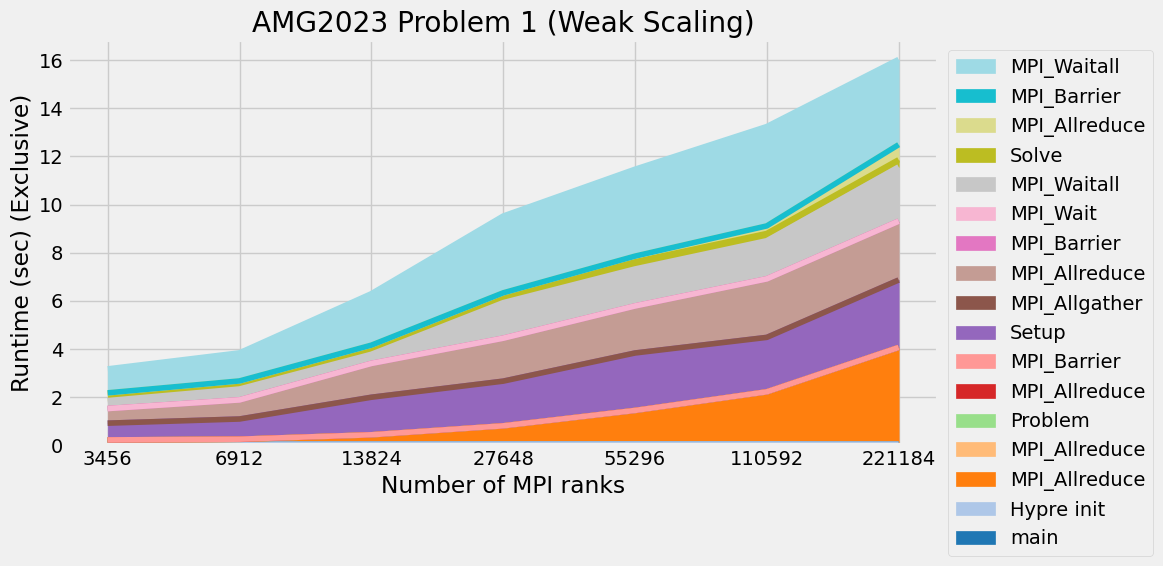 AMG2023 Problem 1 (Weak Scaling)
Runtime (sec) (Exclusive)
16
14
12
10
8
6
4
2
0
3456 6912 13824 27648 55296 110592 221184
Number of MPI ranks
MPI_Waitall
MPI_Barrier
MPI_Allreduce
Solve
MPI_Waitall
MPI_Wait
MPI_Barrier
MPI_Allreduce
MPI_Allgather
Setup
MPI_Barrier
MPI_Allreduce
Problem
MPI_Allreduce
MPI_Allreduce
Hypre init
main